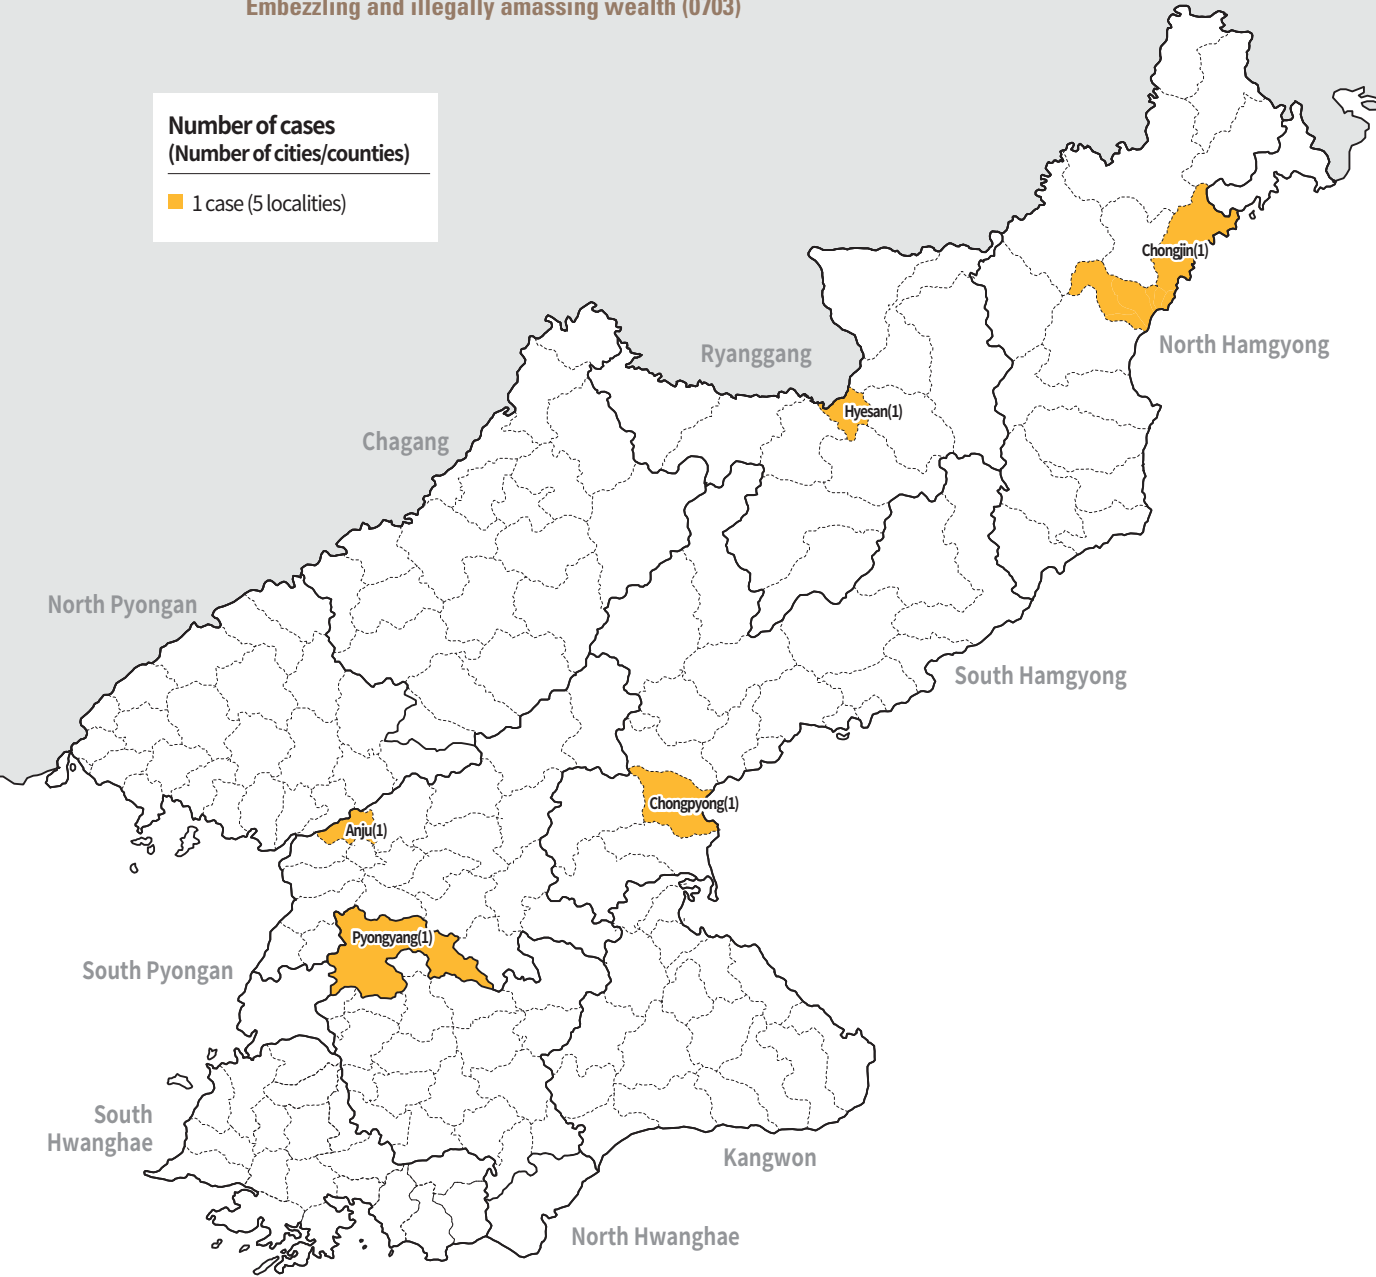 Embezzling and illegally amassing wealth (0703)
Number of cases
(Number of cities/counties)
1 case (5 localities)
Chongjin(1)
North Hamgyong
Ryanggang
Hyesan(1)
Chagang
North Pyongan
South Hamgyong
Chongpyong(1)
Anju(1)
Pyongyang(1)
South Pyongan
South
Hwanghae
Kangwon
North Hwanghae